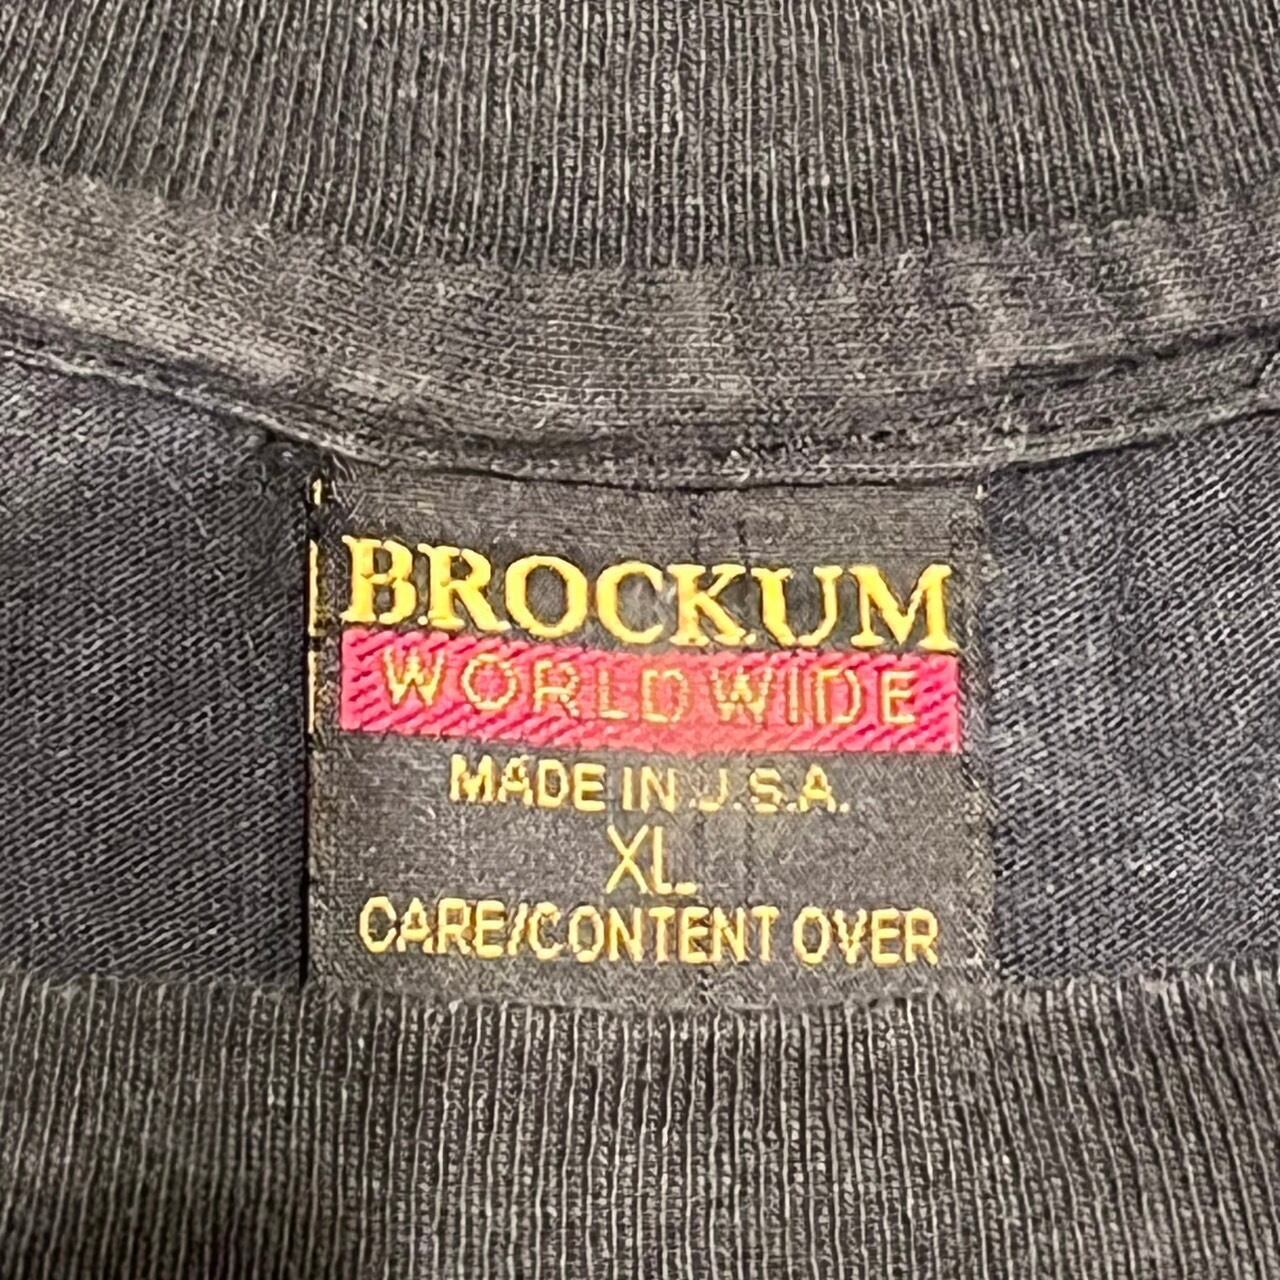 BROCKUM
WORLDWIDE
MADE IN U.S.A.
XL
CARE/CONTENT OVER